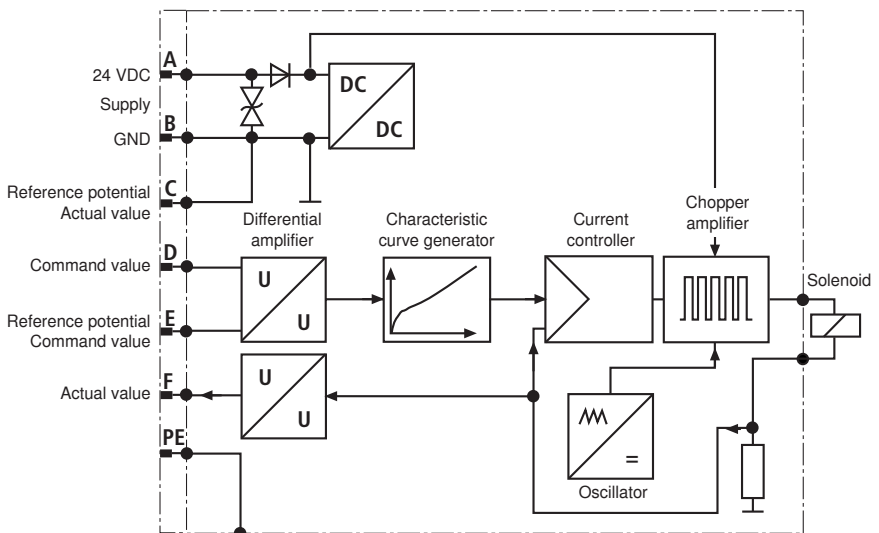 A
24 VDC
Supply
B
GND
DC
DC
C
Reference potential
Actual value
Differential
amplifier
Characteristic
curve generator
Current
controller
Chopper
amplifier
D
Command value
U
U
Solenoid
E
Reference potential
Command value
F
Actual value
U
U
PE
=
Oscillator